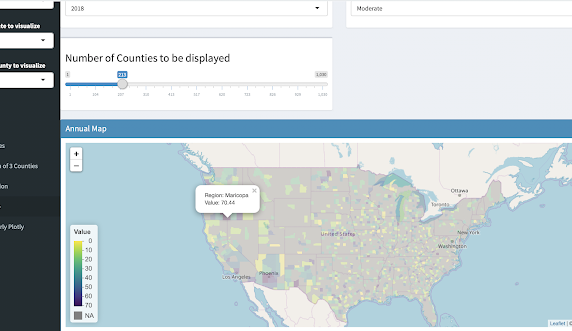 te to visualize
unty to visualize
es
n of 3 Counties
ion
rly Plotly
2018
Moderate
Number of Counties to be displayed
1
213
1,030
Annual Map
+
−
Region: Maricopa
Value: 70.44
×
Ottawa
Toronto
New York
Washington
United States
Los Angeles
Phoenix
Value
0
10
20
30
40
50
60
70
NA
Leaflet | ©